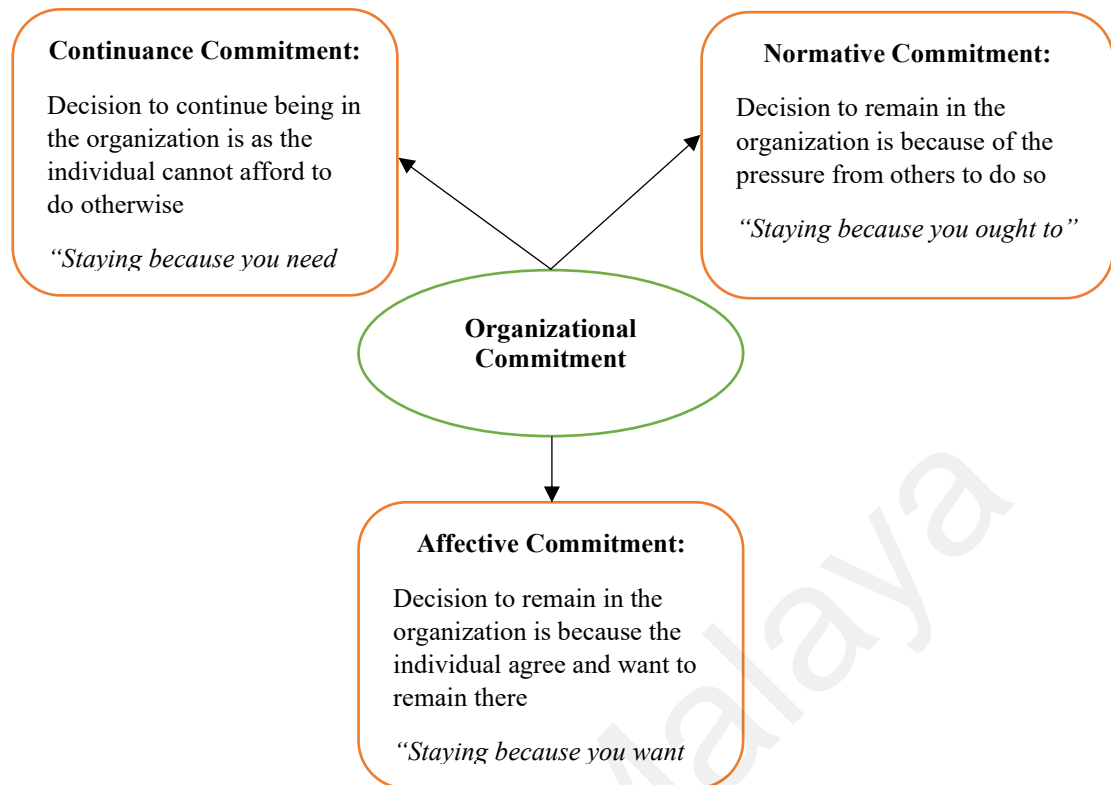 Continuance Commitment:
Decision to continue being in
the organization is as the
individual cannot afford to
do otherwise
“Staying because you need
Normative Commitment:
Decision to remain in the
organization is because of the
pressure from others to do so
“Staying because you ought to”
Organizational
Commitment
Affective Commitment:
Decision to remain in the
organization is because the
individual agree and want to
remain there
“Staying because you want
Malaya